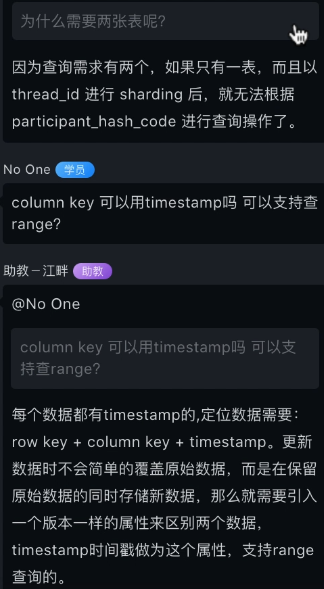 为什么需要两张表呢?
因为查询需求有两个，如果只有一表，而且以
thread_id 进行 sharding 后，就无法根据
participant_hash_code 进行查询操作了。
No One 学员
column key 可以用timestamp吗 可以支持查
range?
助教－江畔 助教
@No One
column key 可以用timestamp吗 可以支
持查range?
每个数据都有timestamp的,定位数据需要：
row key + column key + timestamp。更新
数据时不会简单的覆盖原始数据，而是在保留
原始数据的同时存储新数据，那么就需要引入
一个版本一样的属性来区别两个数据，
timestamp时间戳做为这个属性，支持range
查询的。